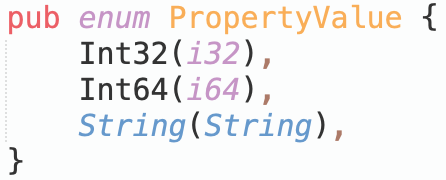 pub enum PropertyValue {
    Int32(i32),
    Int64(i64),
    String(String),
}